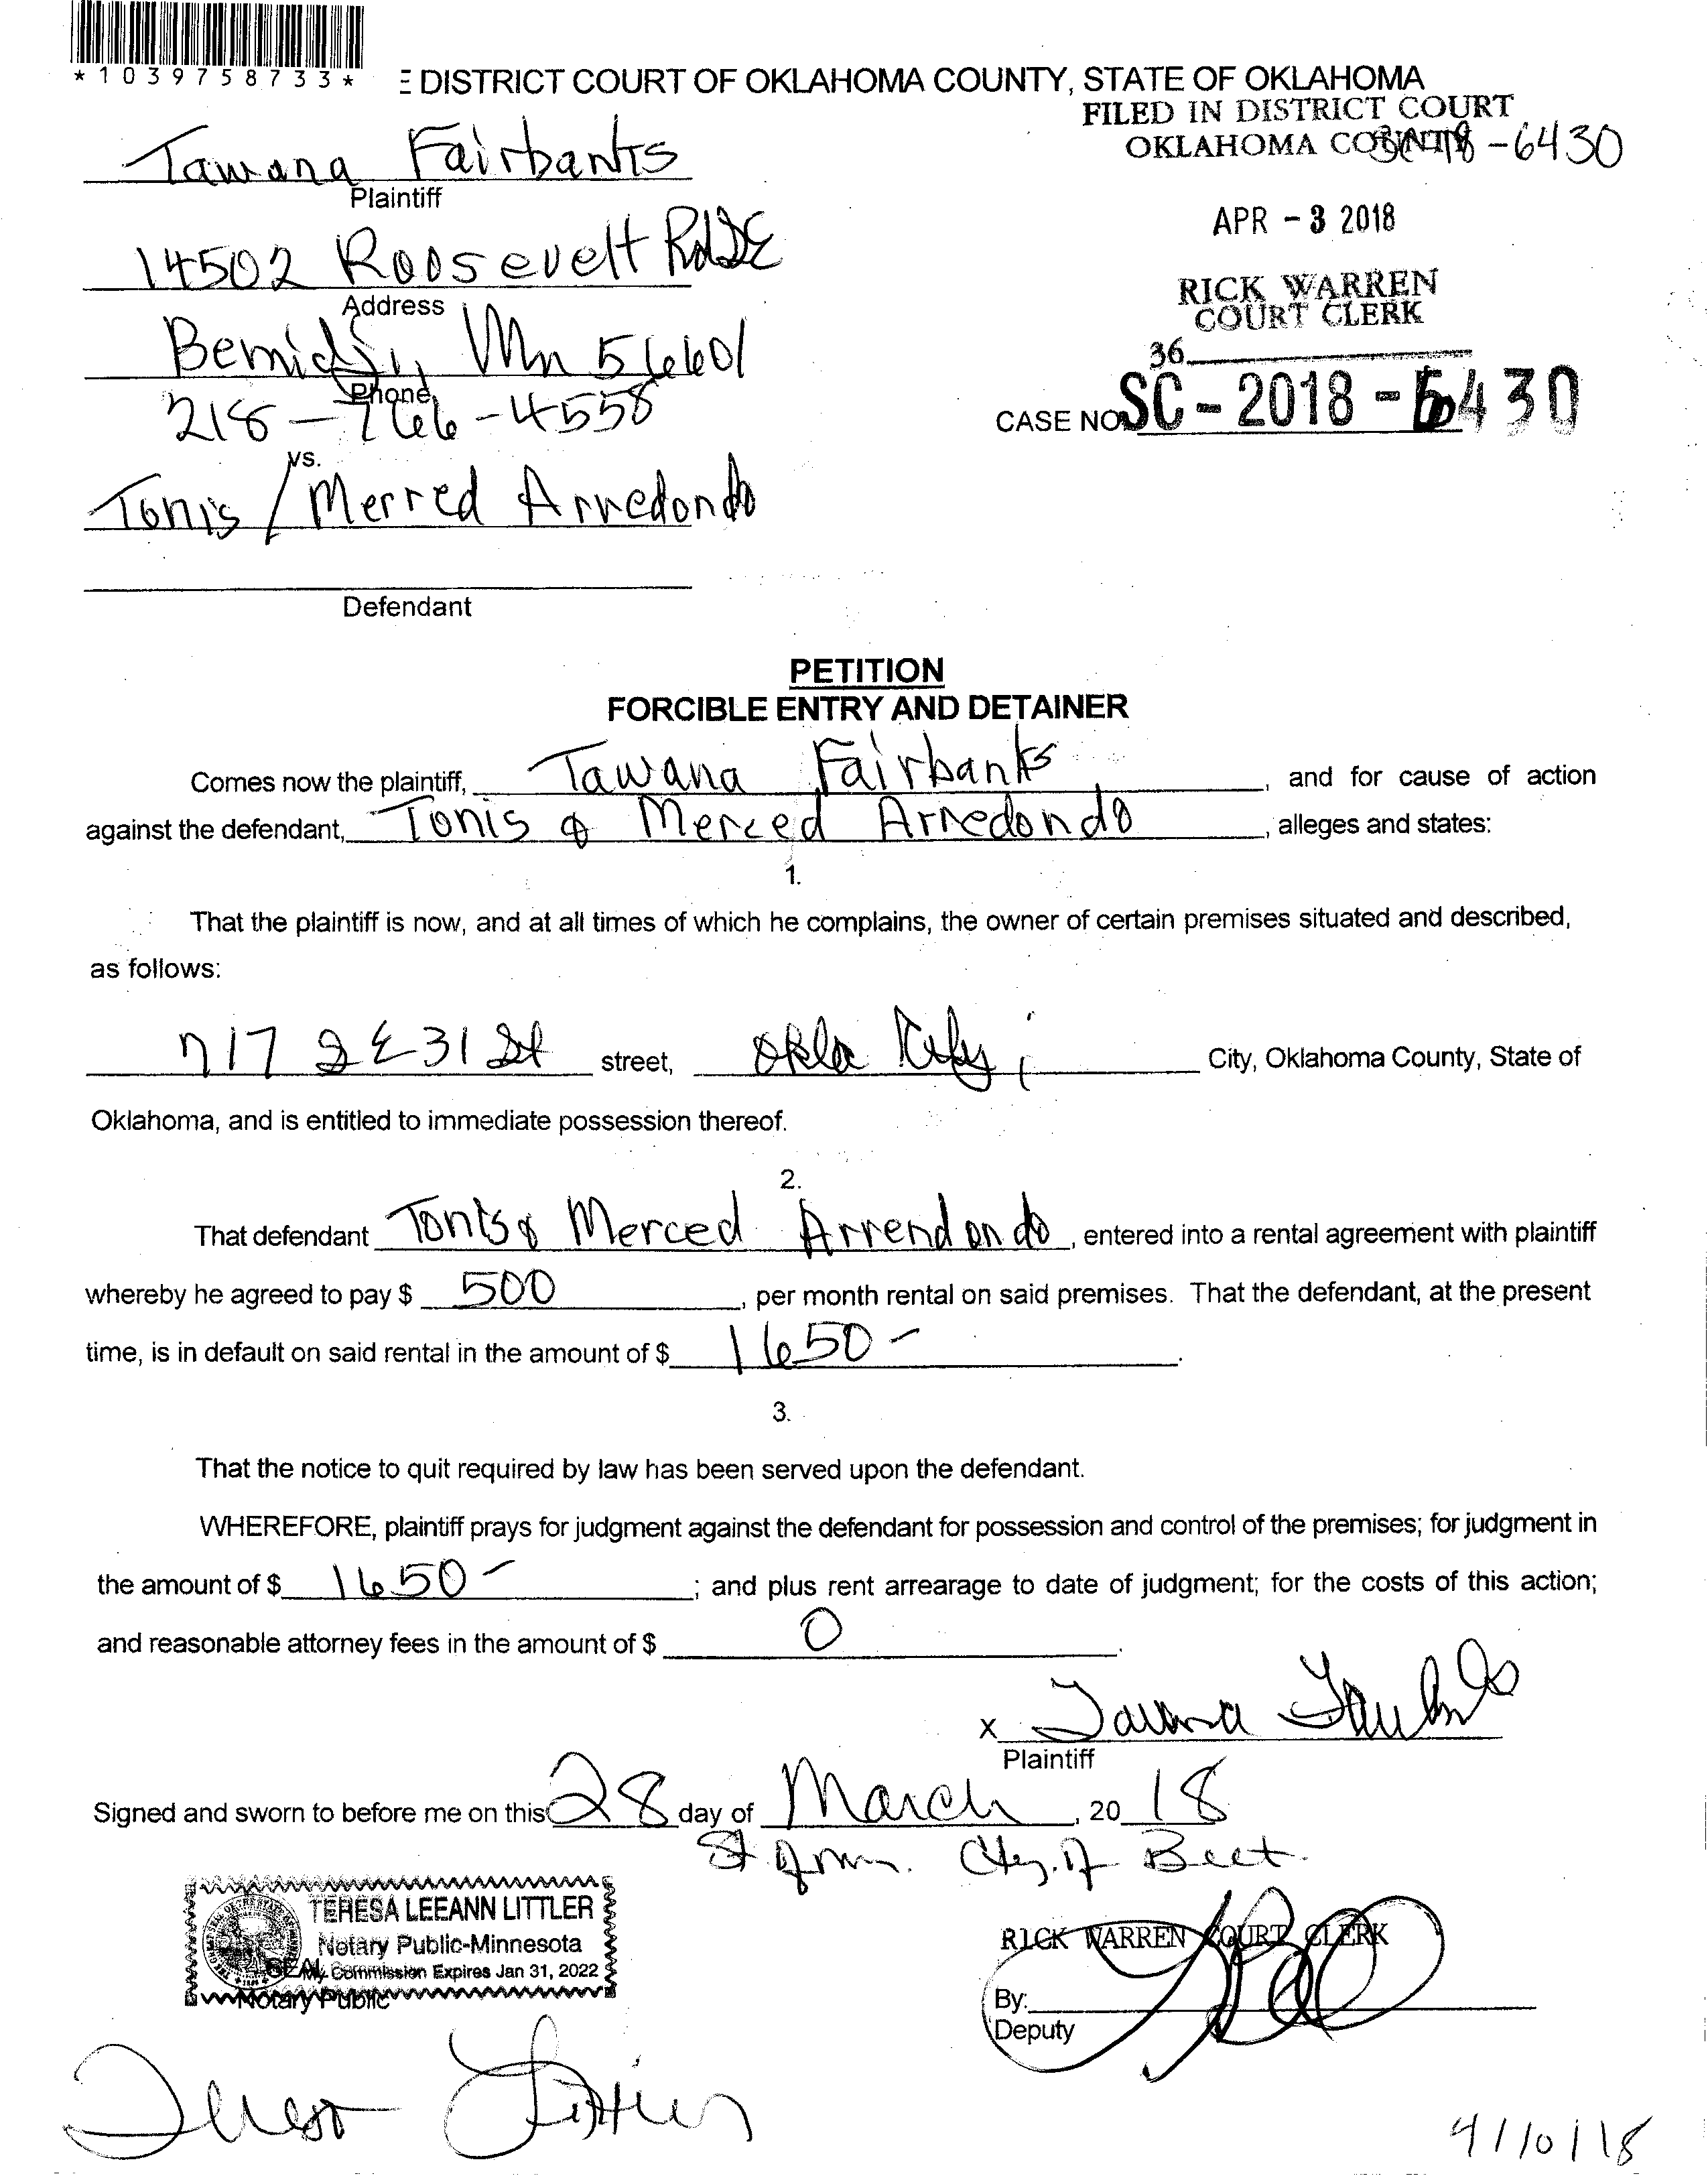 *1039758733*
E DISTRICT COURT OF OKLAHOMA COUNTY, STATE OF OKLAHOMA
FILED IN DISTRICT COURT
OKLAHOMA COUNTY
-6430
Tawana Fairbanks
Plaintiff
APR - 3 2018
14502 Roosevelt Rd SE
Address
RICK WARREN
COURT CLERK
Bemidji, Mn 56601
36
Phone
218-766-4558
CASE NO. SC - 2018 - 6430
vs.
Tonis / Merced Arredondo
Defendant
PETITION
FORCIBLE ENTRY AND DETAINER
Comes now the plaintiff, Tawana Fairbanks, and for cause of action
against the defendant, Tonis & Merced Arredondo, alleges and states:
1.
That the plaintiff is now, and at all times of which he complains, the owner of certain premises situated and described,
as follows:
717 SE 31 St street, Okla City, City, Oklahoma County, State of
Oklahoma, and is entitled to immediate possession thereof.
2.
That defendant Tonis & Merced Arrendondo, entered into a rental agreement with plaintiff
whereby he agreed to pay $ 500, per month rental on said premises. That the defendant, at the present
time, is in default on said rental in the amount of $ 1650-.
3.
That the notice to quit required by law has been served upon the defendant.
WHEREFORE, plaintiff prays for judgment against the defendant for possession and control of the premises; for judgment in
the amount of $ 1650-; and plus rent arrearage to date of judgment; for the costs of this action;
and reasonable attorney fees in the amount of $ 0.
x Tawana Fairbanks
Plaintiff
Signed and sworn to before me on this 28 day of March, 2018
TERESA LEEANN LITTLER
Notary Public-Minnesota
SEAL My Commission Expires Jan 31, 2022
Notary Public
RICK WARREN COURT CLERK
By:
Deputy
Teresa Littler
4/10/18